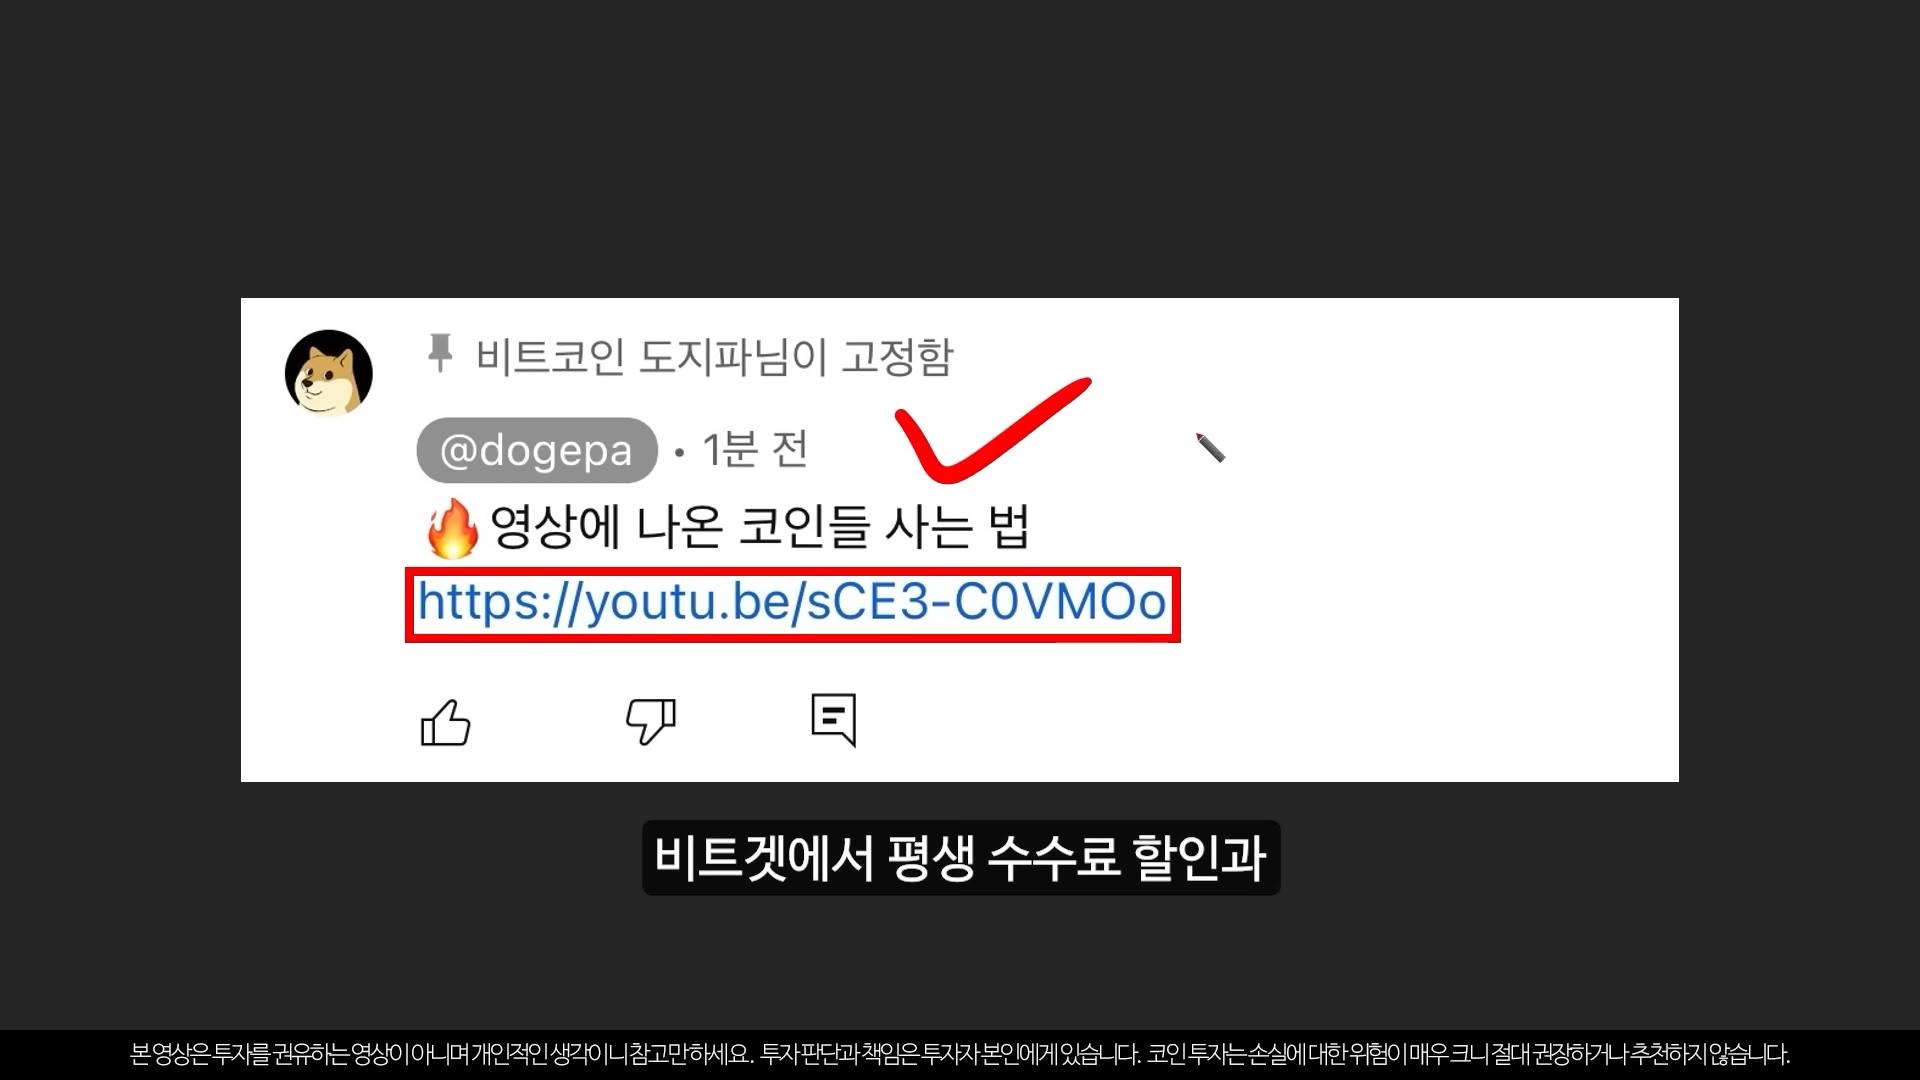 비트코인 도지파님이 고정함
@dogepa • 1분 전
🔥영상에 나온 코인들 사는 법
https://youtu.be/sCE3-C0VMOo
비트겟에서 평생 수수료 할인과
본 영상은 투자를 권유하는 영상이 아니며 개인적인 생각이니 참고만 하세요. 투자 판단과 책임은 투자자 본인에게 있습니다. 코인 투자는 손실에 대한 위험이 매우 크니 절대 권장하거나 추천하지 않습니다.